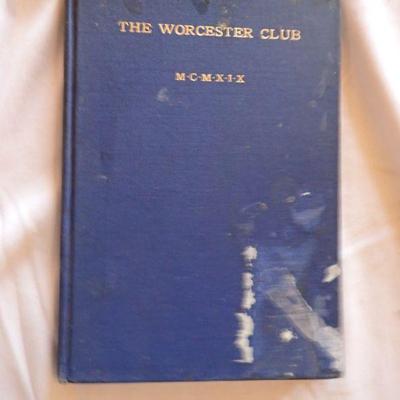 THE WORCESTER CLUB
M·C·M·X·I·X